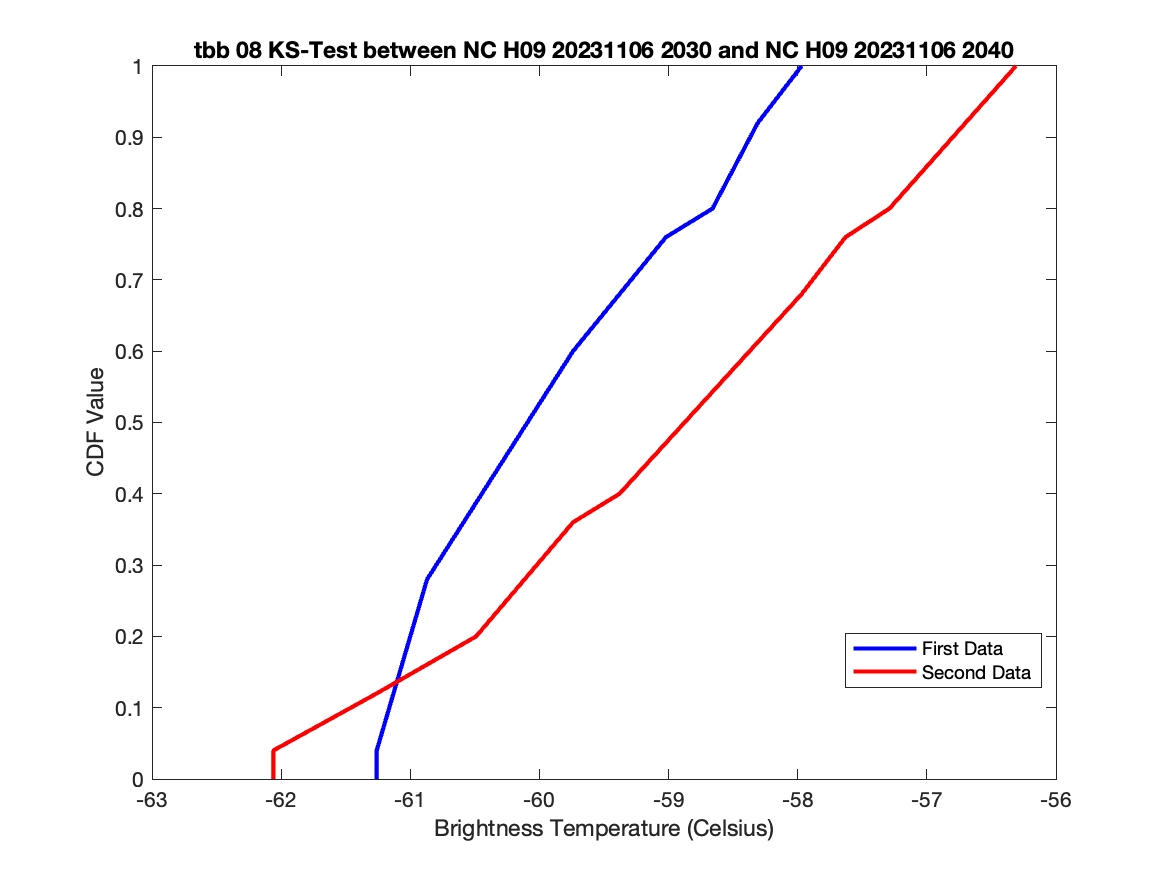 tbb 08 KS-Test between NC H09 20231106 2030 and NC H09 20231106 2040
1
0.9
0.8
0.7
0.6
0.5
0.4
0.3
0.2
0.1
0
CDF Value
First Data
Second Data
-63 -62 -61 -60 -59 -58 -57 -56
Brightness Temperature (Celsius)